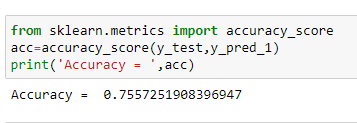 from sklearn.metrics import accuracy_score
acc=accuracy_score(y_test,y_pred_1)
print('Accuracy = ',acc)
Accuracy =  0.7557251908396947